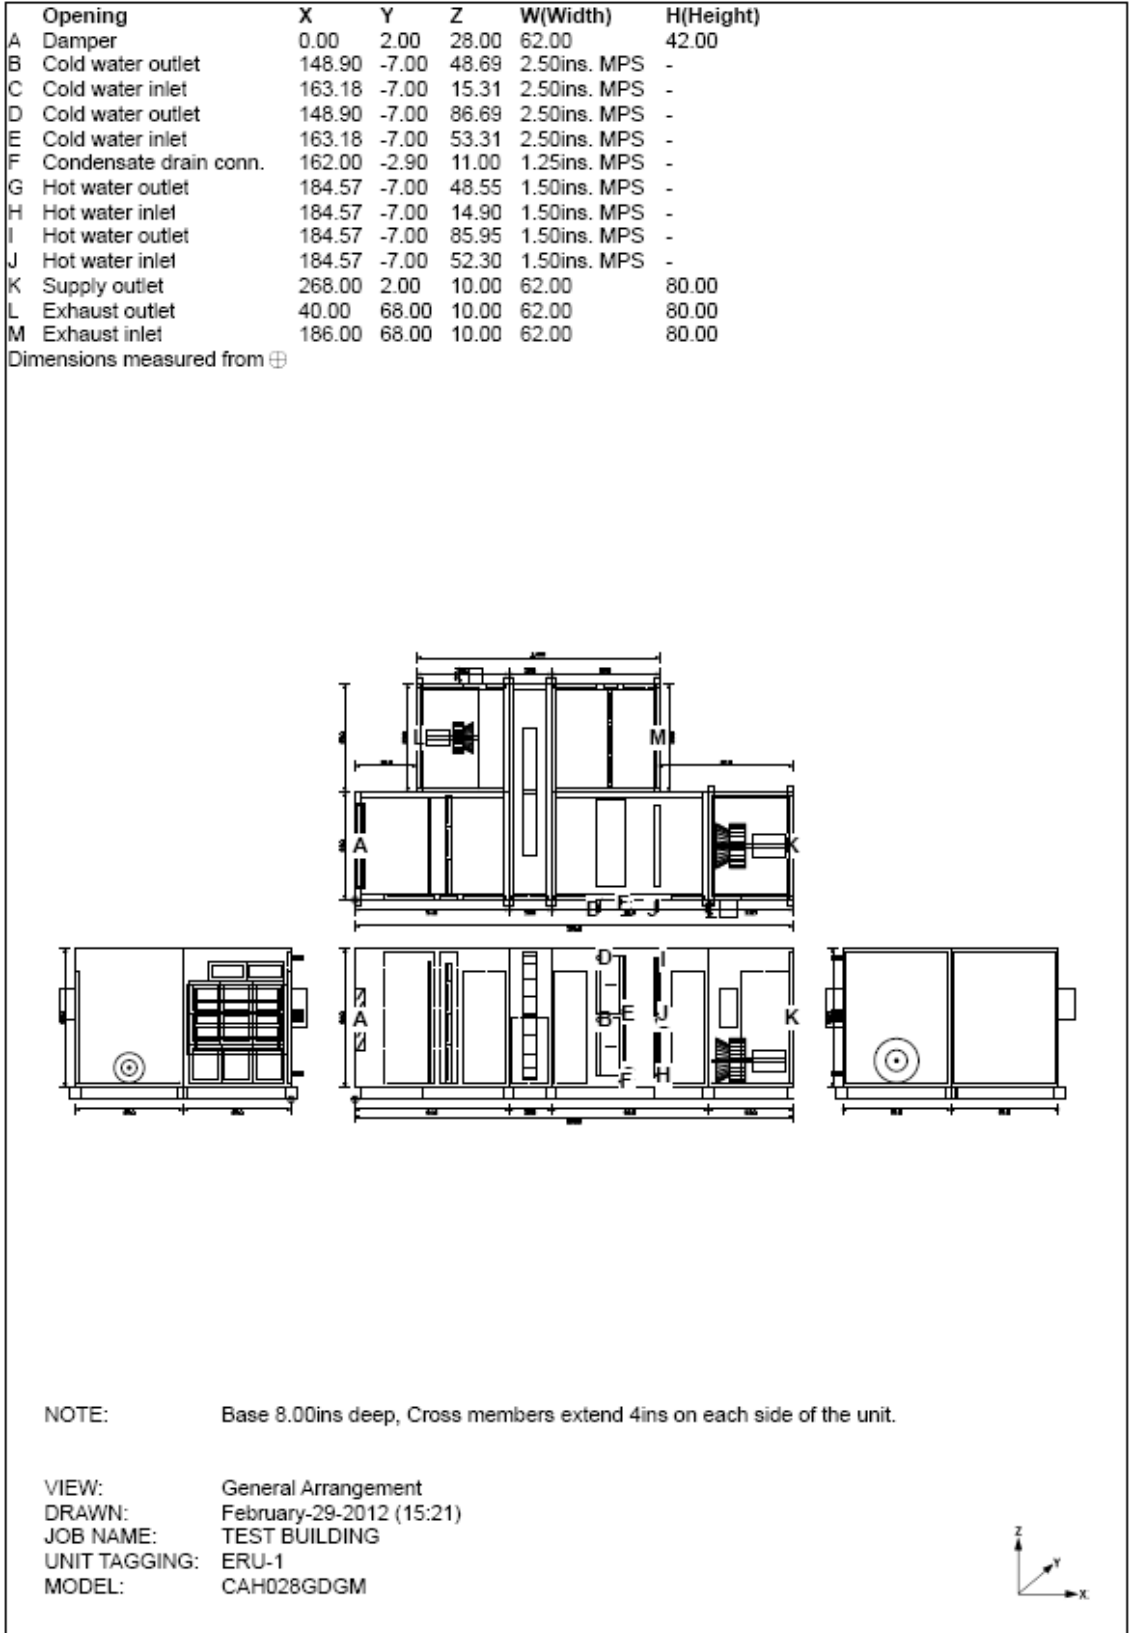 Opening X Y Z W(Width) H(Height)
A Damper 0.00 2.00 28.00 62.00 42.00
B Cold water outlet 148.90 -7.00 48.69 2.50ins. MPS -
C Cold water inlet 163.18 -7.00 15.31 2.50ins. MPS -
D Cold water outlet 148.90 -7.00 86.69 2.50ins. MPS -
E Cold water inlet 163.18 -7.00 53.31 2.50ins. MPS -
F Condensate drain conn. 162.00 -2.90 11.00 1.25ins. MPS -
G Hot water outlet 184.57 -7.00 48.55 1.50ins. MPS -
H Hot water inlet 184.57 -7.00 14.90 1.50ins. MPS -
I Hot water outlet 184.57 -7.00 85.95 1.50ins. MPS -
J Hot water inlet 184.57 -7.00 52.30 1.50ins. MPS -
K Supply outlet 268.00 2.00 10.00 62.00 80.00
L Exhaust outlet 40.00 68.00 10.00 62.00 80.00
M Exhaust inlet 186.00 68.00 10.00 62.00 80.00
Dimensions measured from
L M
A K
J
D I
A E J K
B
F H
NOTE: Base 8.00ins deep, Cross members extend 4ins on each side of the unit.
VIEW: General Arrangement
DRAWN: February-29-2012 (15:21)
JOB NAME: TEST BUILDING
UNIT TAGGING: ERU-1
MODEL: CAH028GDGM
Z
Y
X